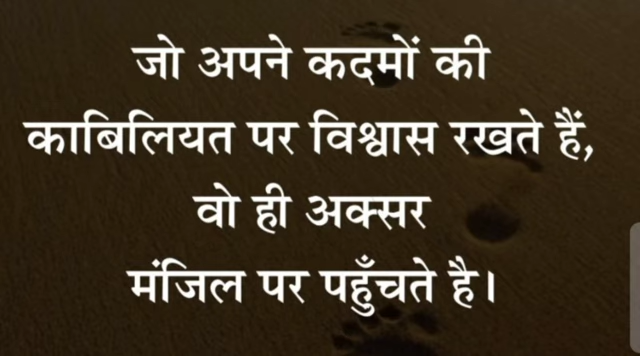 जो अपने कदमों की
काबिलियत पर विश्वास रखते हैं,
वो ही अक्सर
मंजिल पर पहुँचते है।